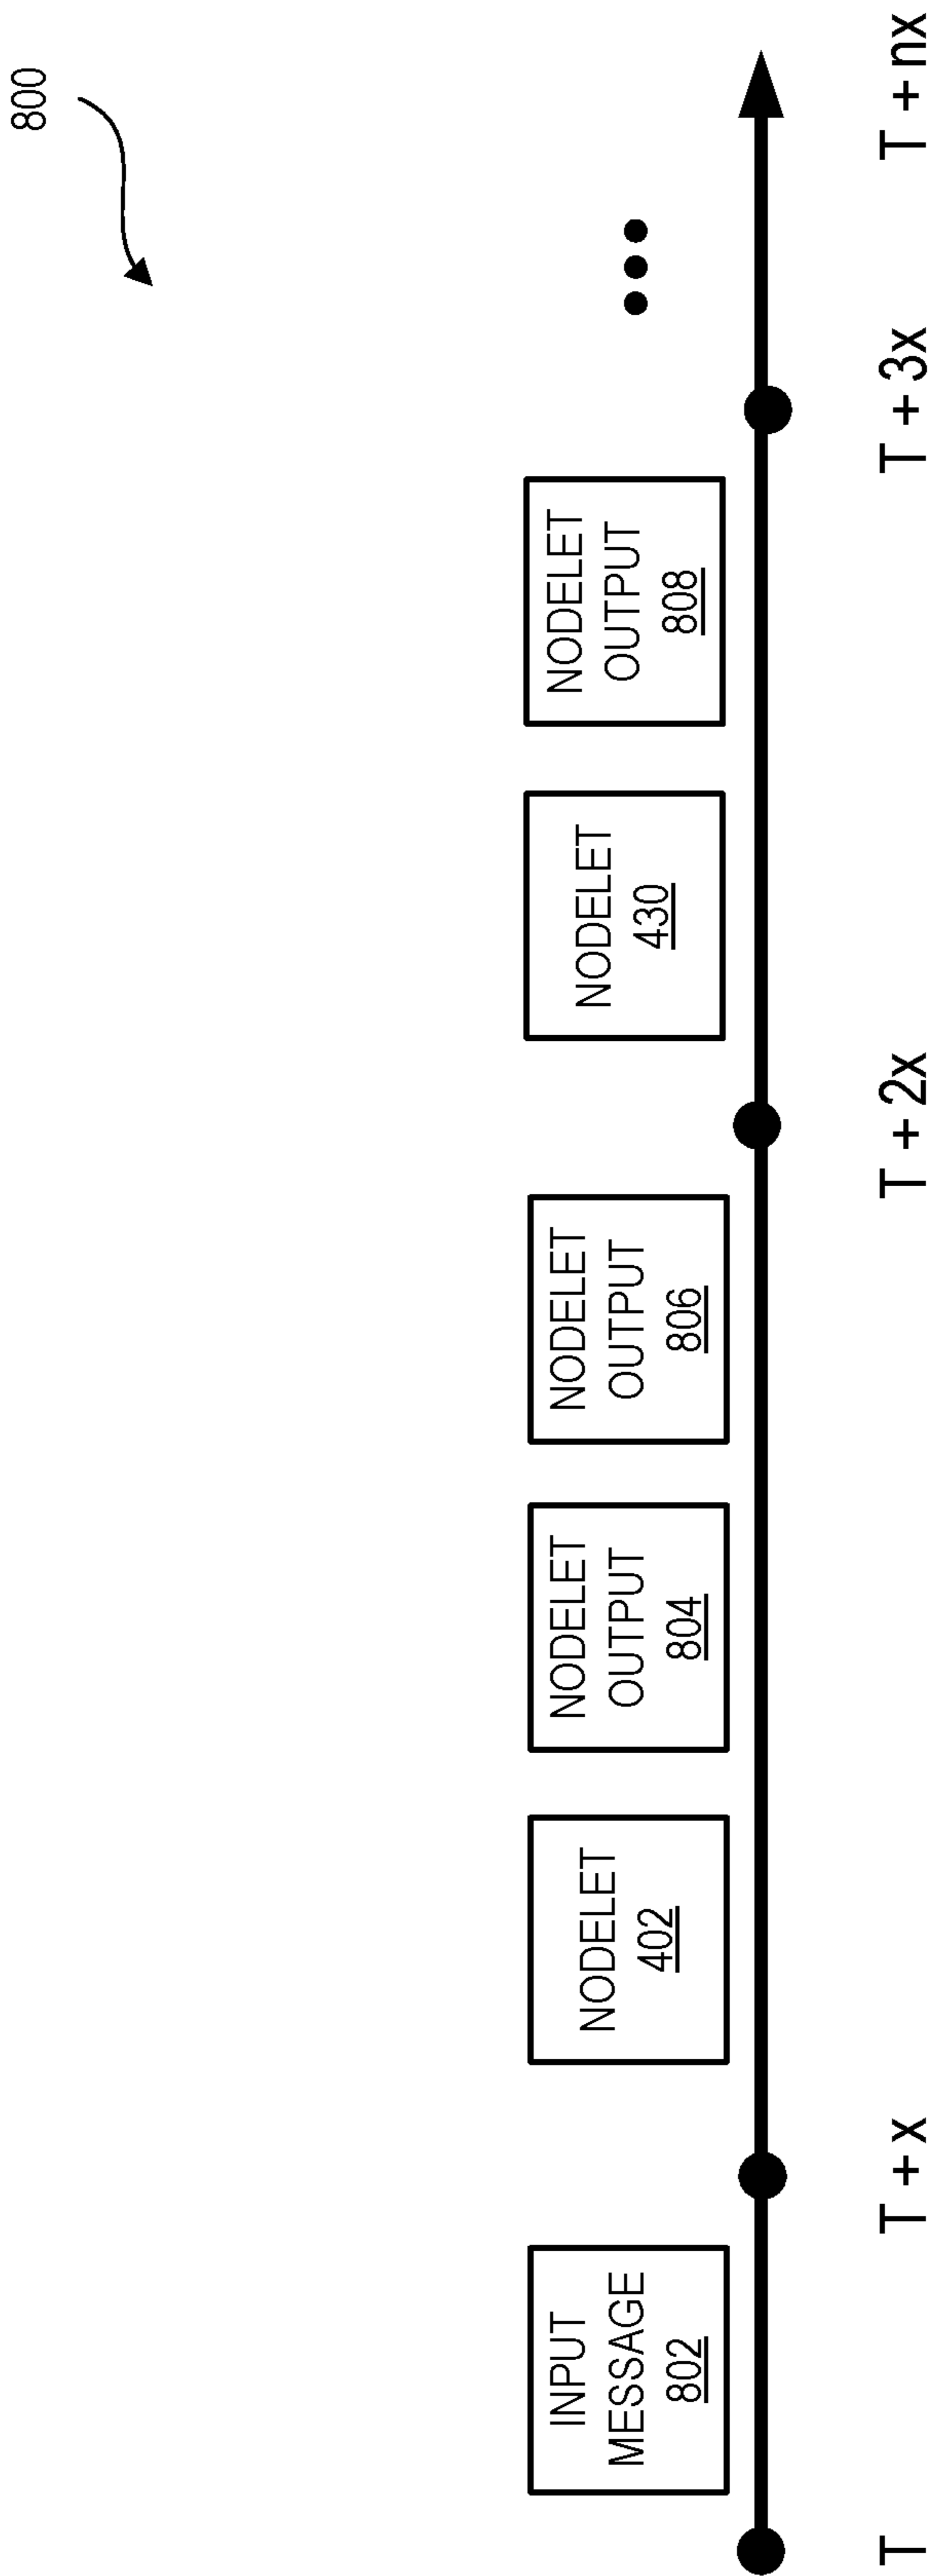 800
INPUT
MESSAGE
802
NODELET
402
NODELET
OUTPUT
804
NODELET
OUTPUT
806
NODELET
430
NODELET
OUTPUT
808
T
T + x
T + 2x
T + 3x
T + nx